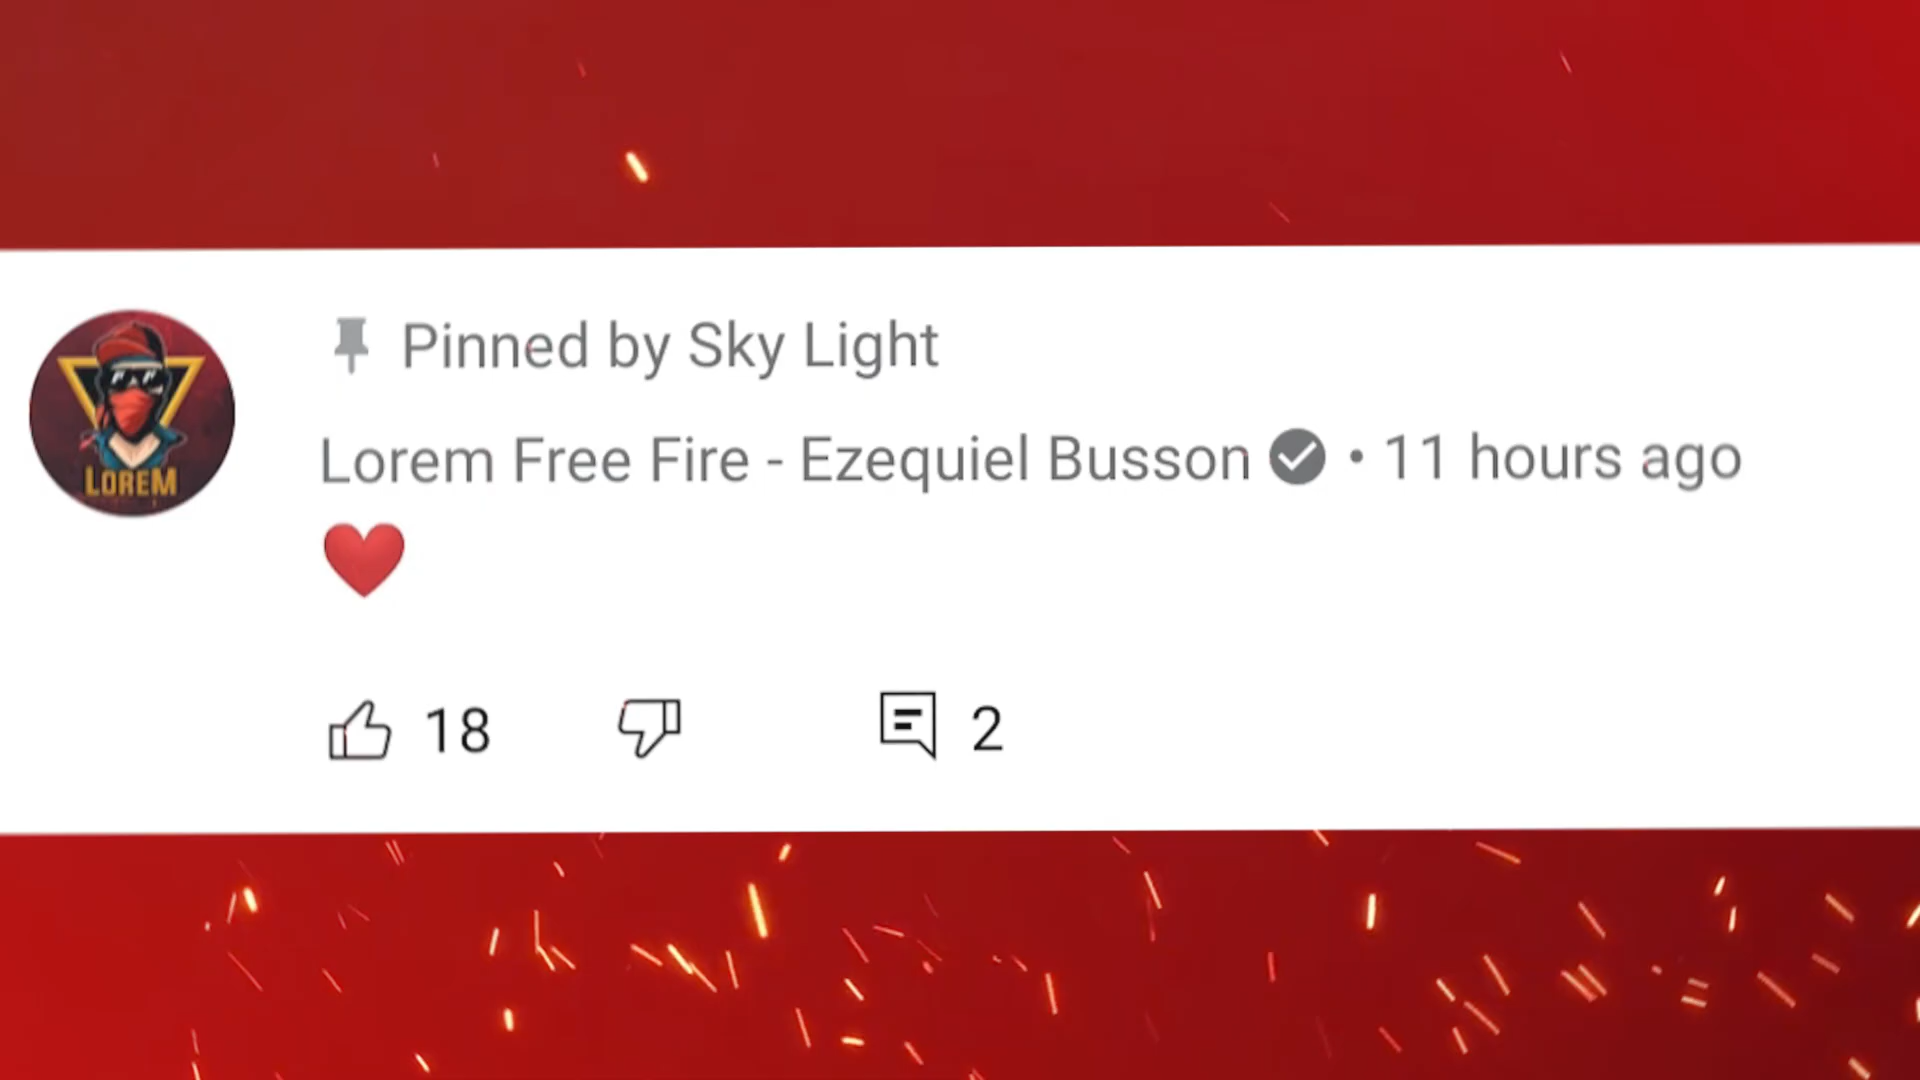 Pinned by Sky Light
Lorem Free Fire - Ezequiel Busson • 11 hours ago
❤️
18 2
LOREM